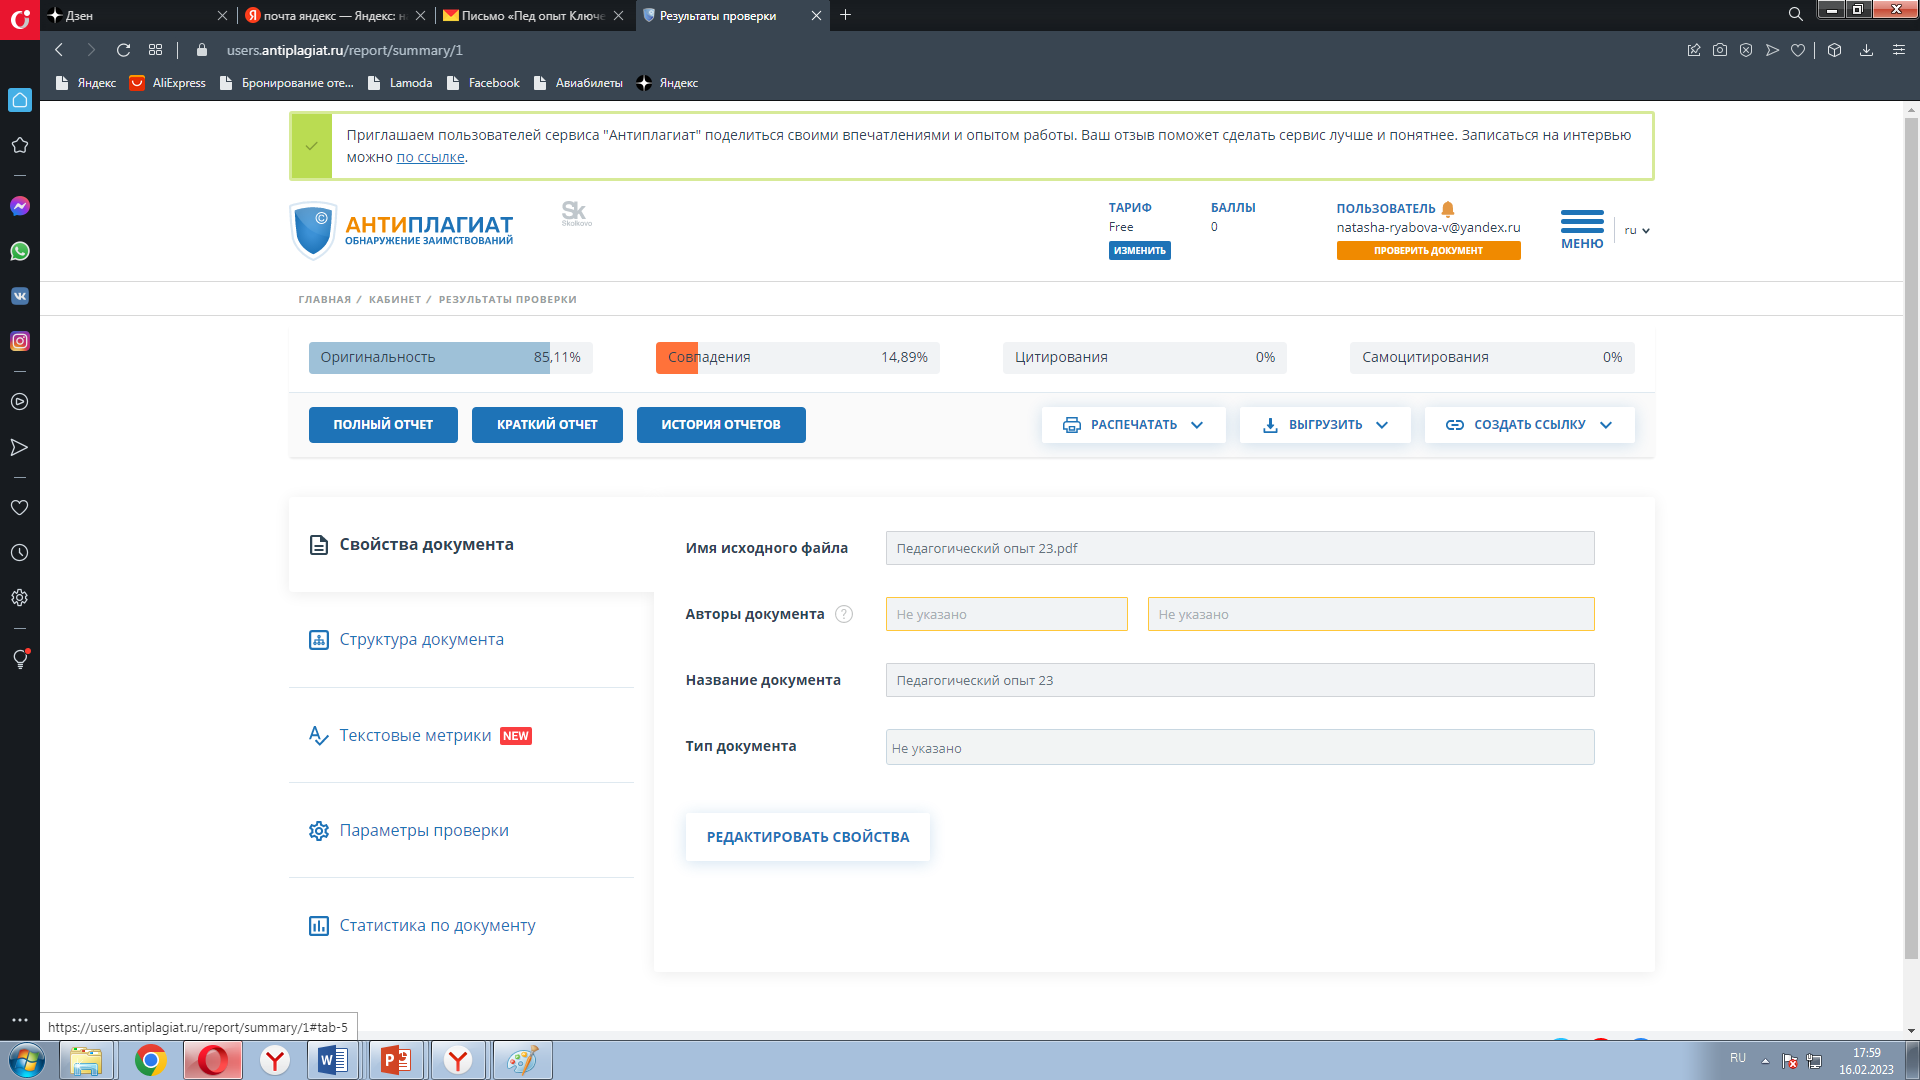 Дзен
почта яндекс — Яндекс: н
Письмо «Пед опыт Ключе
Результаты проверки
users.antiplagiat.ru/report/summary/1
Яндекс
AliExpress
Бронирование оте...
Lamoda
Facebook
Авиабилеты
Яндекс
Приглашаем пользователей сервиса "Антиплагиат" поделиться своими впечатлениями и опытом работы. Ваш отзыв поможет сделать сервис лучше и понятнее. Записаться на интервью
можно по ссылке.
АНТИПЛАГИАТ
ОБНАРУЖЕНИЕ ЗАИМСТВОВАНИЙ
Sk
Skolkovo
ТАРИФ
Free
ИЗМЕНИТЬ
БАЛЛЫ
0
ПОЛЬЗОВАТЕЛЬ
natasha-ryabova-v@yandex.ru
ПРОВЕРИТЬ ДОКУМЕНТ
МЕНЮ
ru
ГЛАВНАЯ / КАБИНЕТ / РЕЗУЛЬТАТЫ ПРОВЕРКИ
Оригинальность 85,11%
Совпадения 14,89%
Цитирования 0%
Самоцитирования 0%
ПОЛНЫЙ ОТЧЕТ
КРАТКИЙ ОТЧЕТ
ИСТОРИЯ ОТЧЕТОВ
РАСПЕЧАТАТЬ
ВЫГРУЗИТЬ
СОЗДАТЬ ССЫЛКУ
Свойства документа
Структура документа
Текстовые метрики NEW
Параметры проверки
Статистика по документу
Имя исходного файла Педагогический опыт 23.pdf
Авторы документа ? Не указано Не указано
Название документа Педагогический опыт 23
Тип документа Не указано
РЕДАКТИРОВАТЬ СВОЙСТВА
https://users.antiplagiat.ru/report/summary/1#tab-5
RU
17:59
16.02.2023